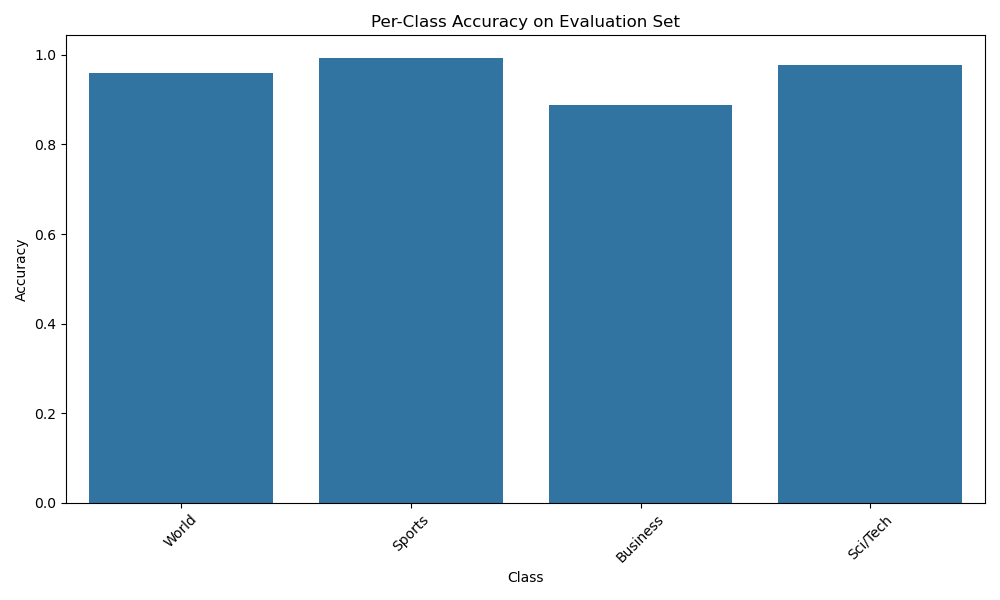 Per-Class Accuracy on Evaluation Set
1.0
0.8
0.6
0.4
0.2
0.0
Accuracy
World
Sports
Business
Sci/Tech
Class